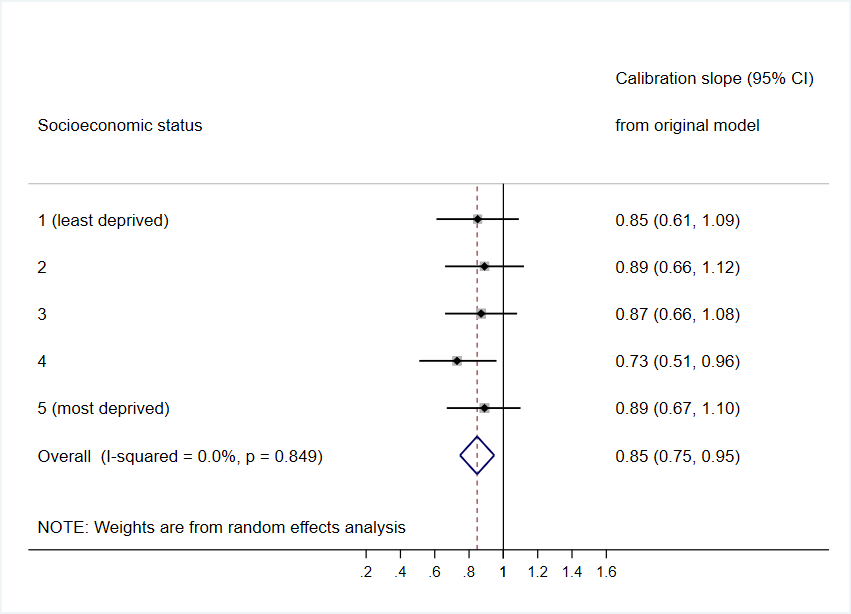 Calibration slope (95% CI)
Socioeconomic status from original model
1 (least deprived) 0.85 (0.61, 1.09)
2 0.89 (0.66, 1.12)
3 0.87 (0.66, 1.08)
4 0.73 (0.51, 0.96)
5 (most deprived) 0.89 (0.67, 1.10)
Overall (I-squared = 0.0%, p = 0.849) 0.85 (0.75, 0.95)
NOTE: Weights are from random effects analysis
.2 .4 .6 .8 1 1.2 1.4 1.6